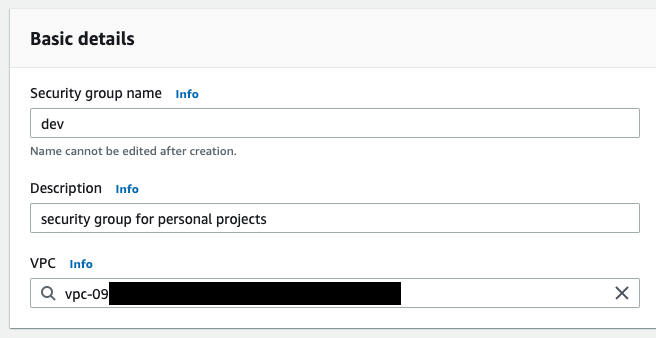 Basic details
Security group name Info
dev
Name cannot be edited after creation.
Description Info
security group for personal projects
VPC Info
vpc-09